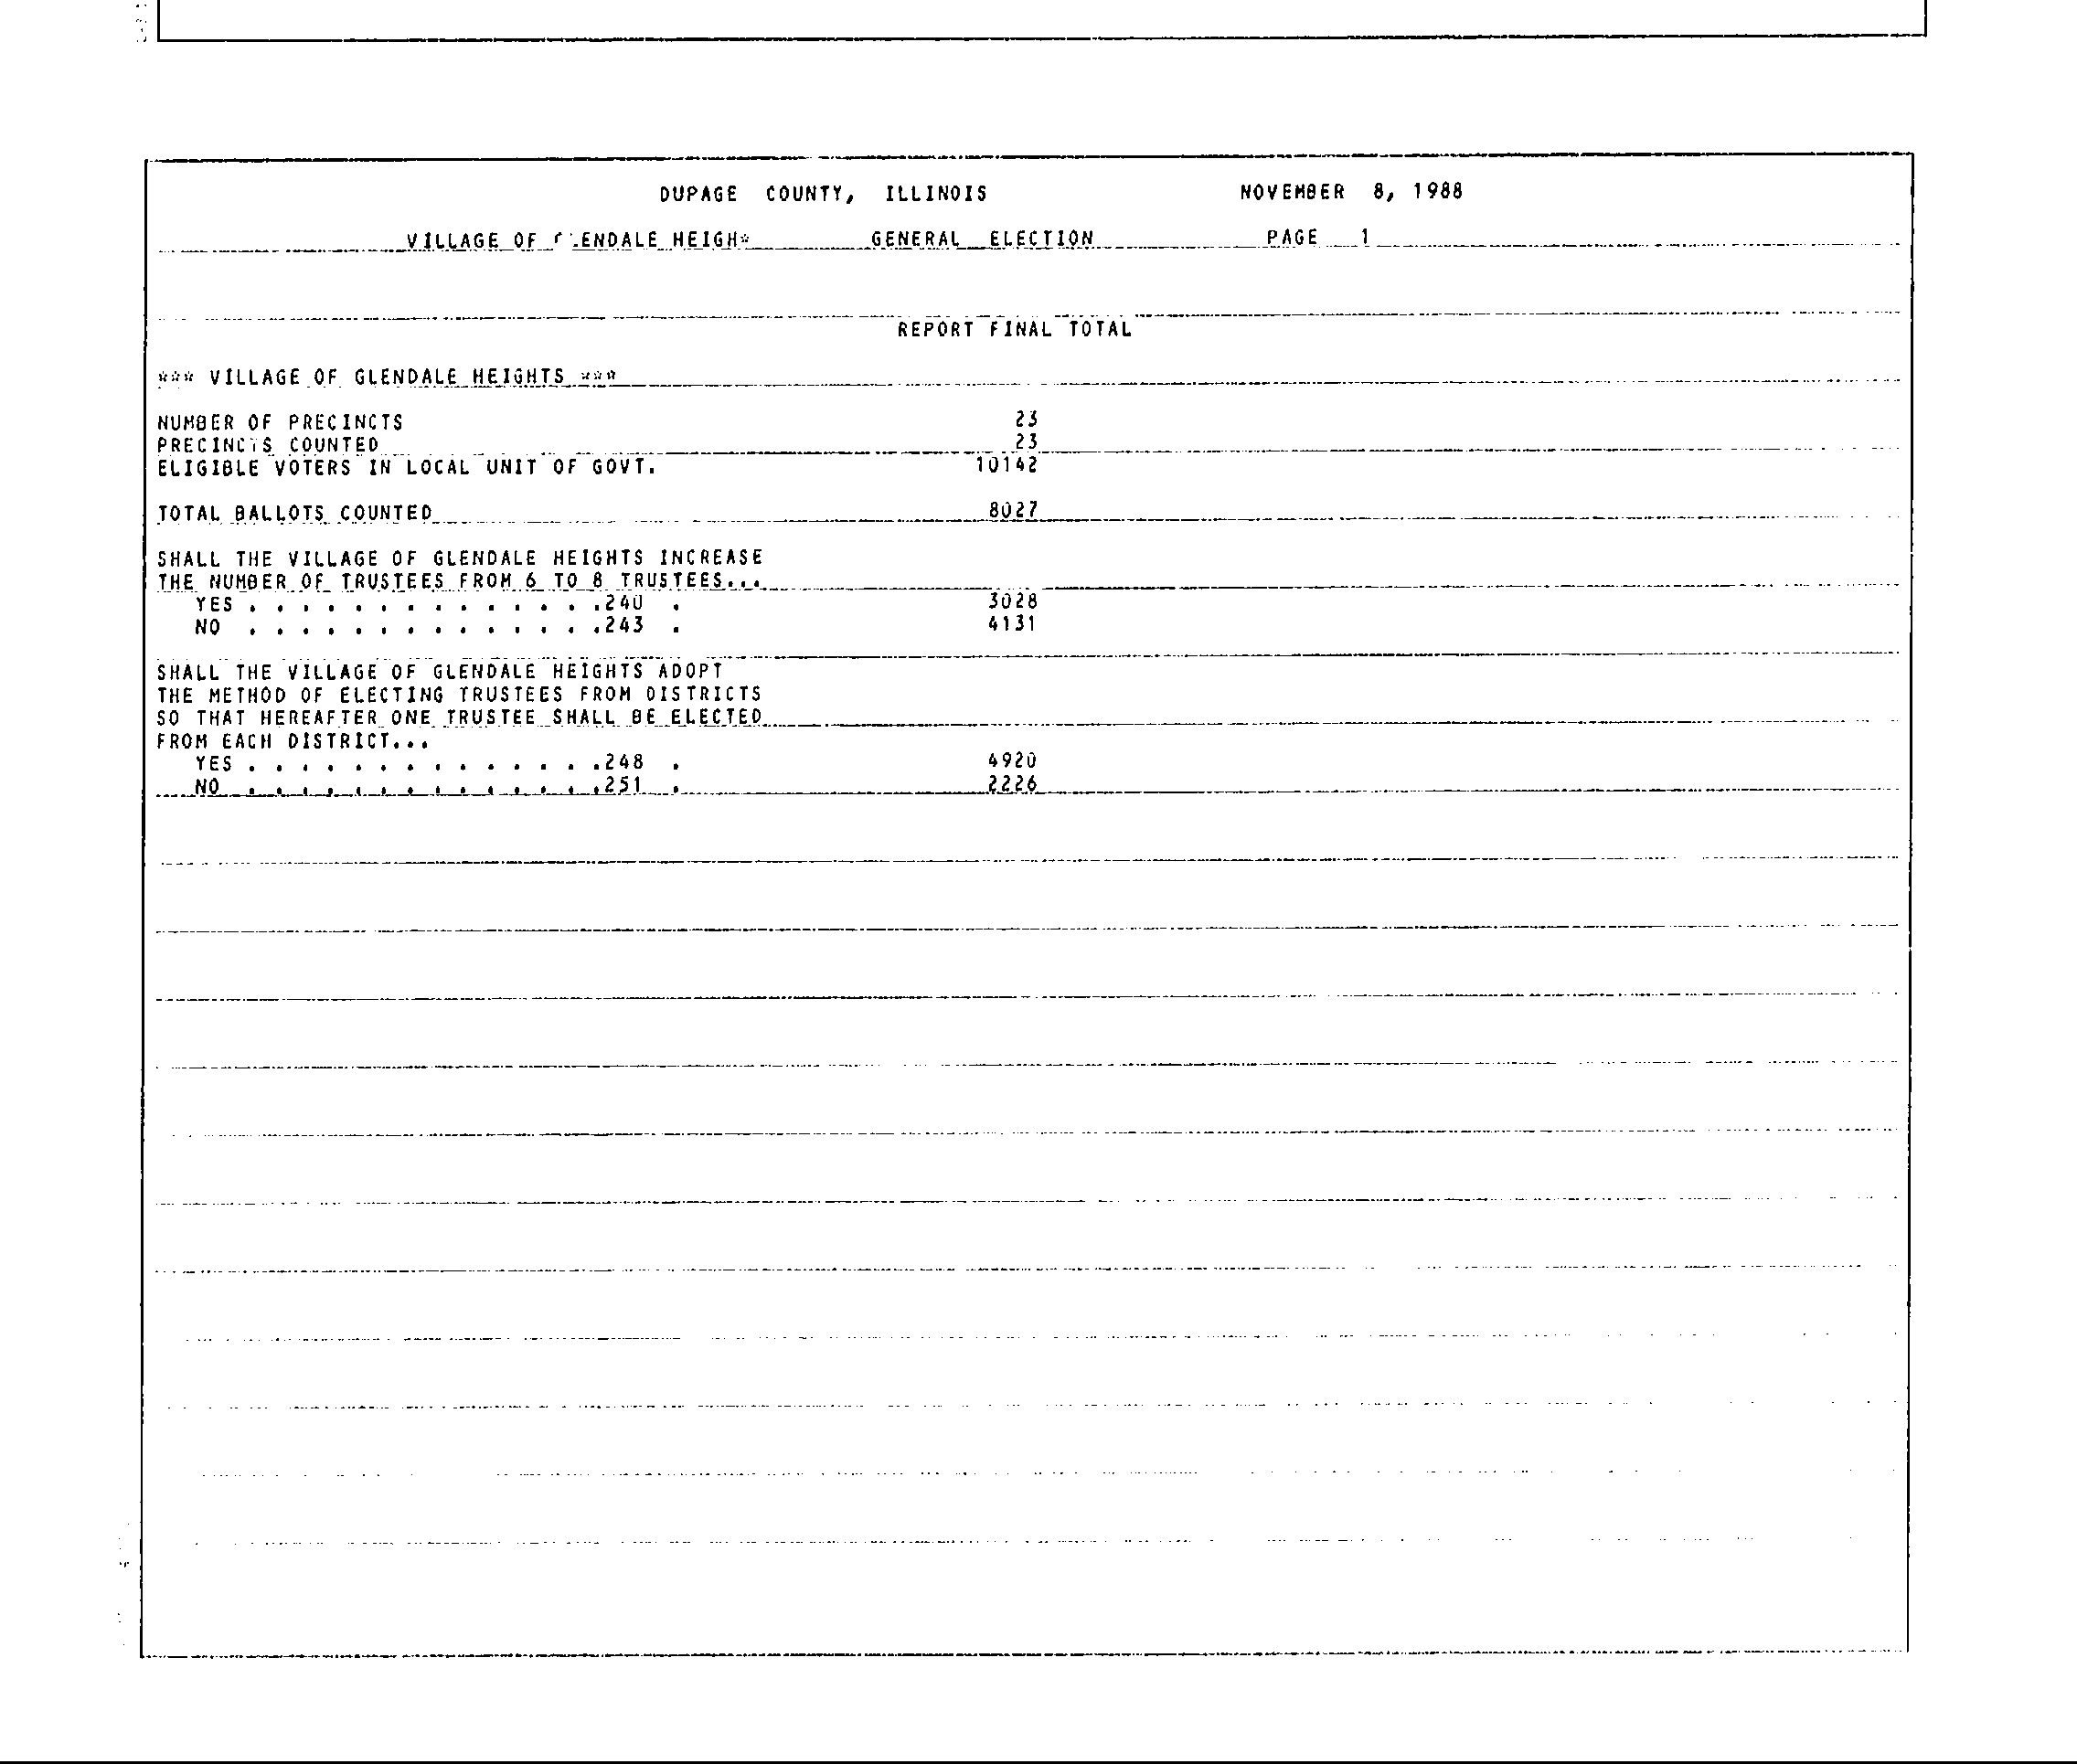 DUPAGE COUNTY, ILLINOIS NOVEMBER 8, 1988
VILLAGE OF GLENDALE HEIGH* GENERAL ELECTION PAGE 1
REPORT FINAL TOTAL
*** VILLAGE OF GLENDALE HEIGHTS ***
NUMBER OF PRECINCTS 23
PRECINCTS COUNTED 23
ELIGIBLE VOTERS IN LOCAL UNIT OF GOVT. 10142
TOTAL BALLOTS COUNTED 8027
SHALL THE VILLAGE OF GLENDALE HEIGHTS INCREASE
THE NUMBER OF TRUSTEES FROM 6 TO 8 TRUSTEES...
YES . . . . . . . . . . . . . .240 . 3028
NO . . . . . . . . . . . . . .243 . 4131
SHALL THE VILLAGE OF GLENDALE HEIGHTS ADOPT
THE METHOD OF ELECTING TRUSTEES FROM DISTRICTS
SO THAT HEREAFTER ONE TRUSTEE SHALL BE ELECTED
FROM EACH DISTRICT...
YES . . . . . . . . . . . . . .248 . 4920
NO . . . . . . . . . . . . . .251 . 2226